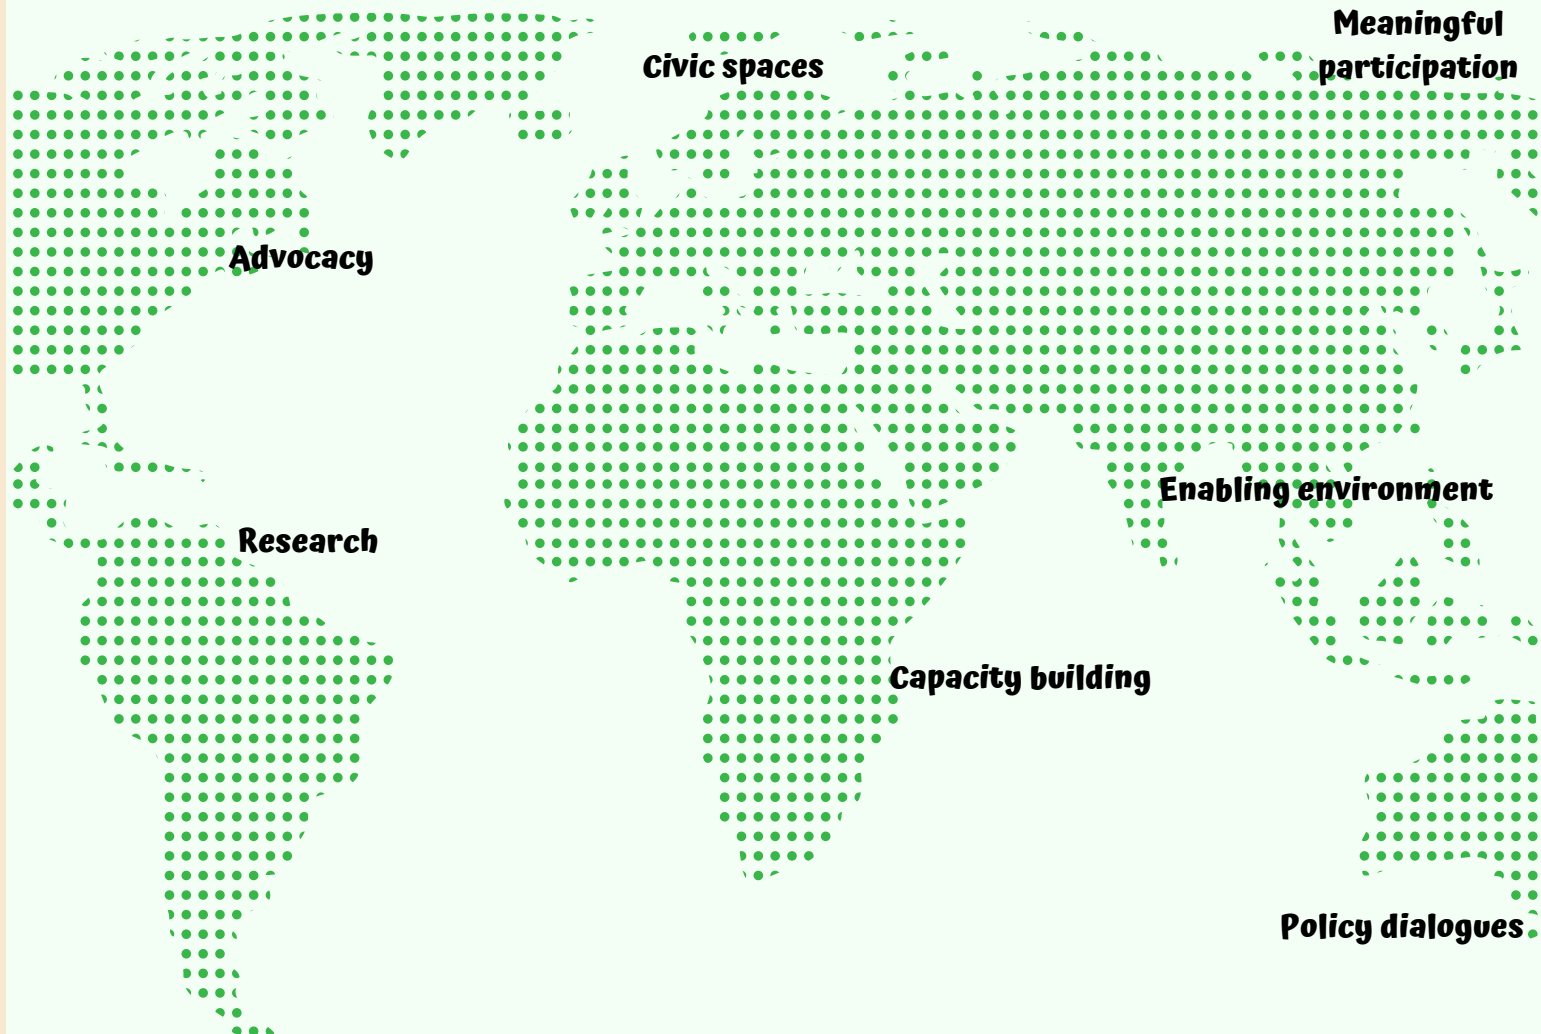 Meaningful
participation
Civic spaces
Advocacy
Enabling environment
Research
Capacity building
Policy dialogues